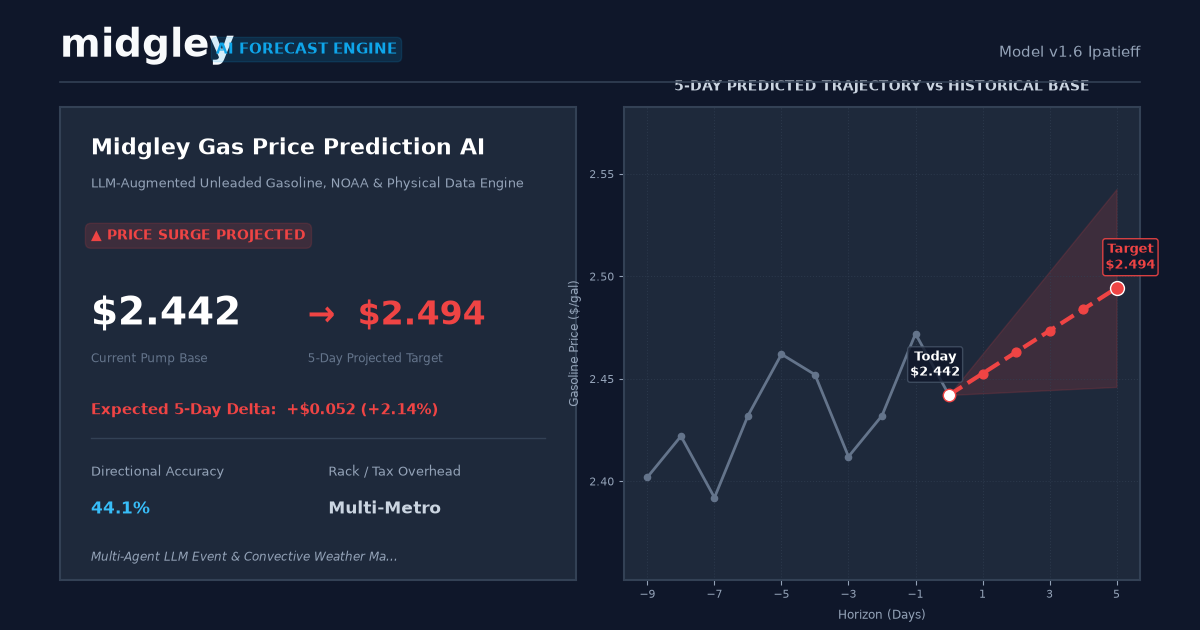 midgley
AI FORECAST ENGINE
Model v1.6 Ipatieff
Midgley Gas Price Prediction AI
LLM-Augmented Unleaded Gasoline, NOAA & Physical Data Engine
▲ PRICE SURGE PROJECTED
$2.442
→ $2.494
Current Pump Base
5-Day Projected Target
Expected 5-Day Delta: +$0.052 (+2.14%)
Directional Accuracy
Rack / Tax Overhead
44.1%
Multi-Metro
Multi-Agent LLM Event & Convective Weather Ma...
5-DAY PREDICTED TRAJECTORY vs HISTORICAL BASE
Gasoline Price ($/gal)
2.55
2.50
2.45
2.40
Today
$2.442
Target
$2.494
−9
−7
−5
−3
−1
1
3
5
Horizon (Days)